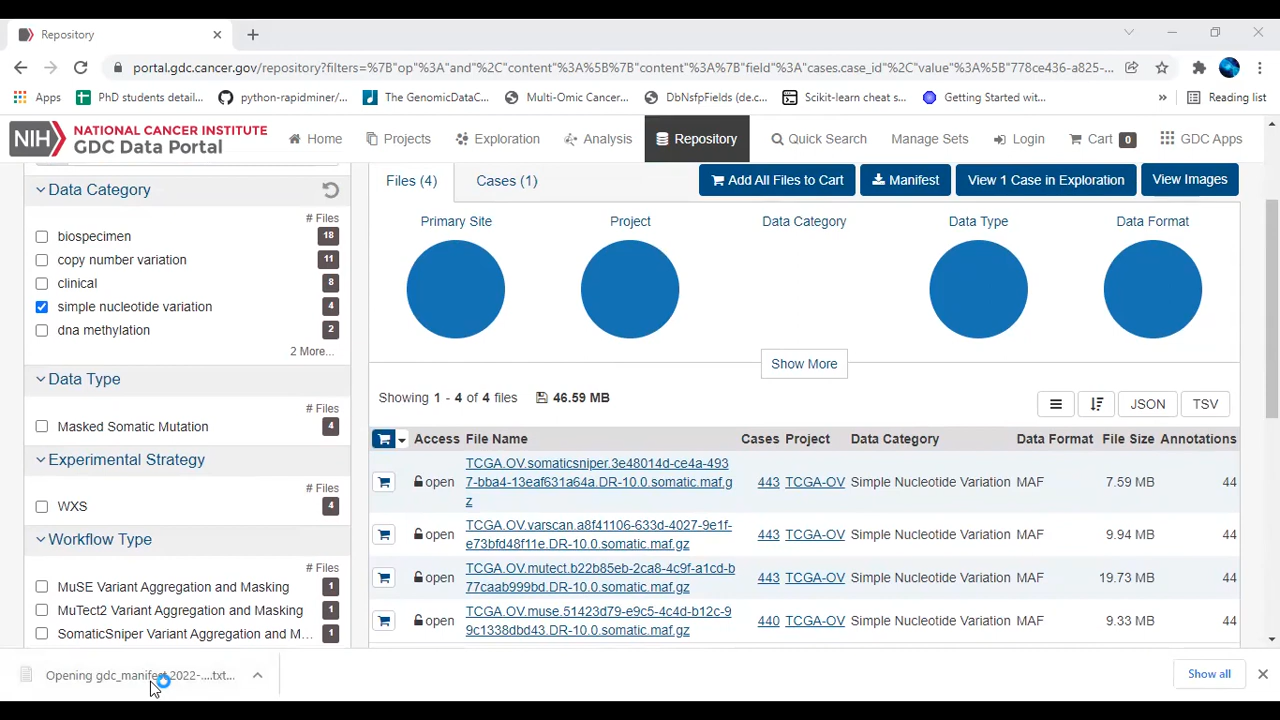 Repository
portal.gdc.cancer.gov/repository?filters=%7B"op"%3A"and"%2C"content"%3A%5B%7B"content"%3A%7B"field"%3A"cases.case_id"%2C"value"%3A%5B"778ce436-a825-...
Apps
PhD students detail...
python-rapidminer/...
The GenomicDataC...
Multi-Omic Cancer...
DbNsfpFields (de.c...
Scikit-learn cheat s...
Getting Started wit...
»
Reading list
NIH
NATIONAL CANCER INSTITUTE
GDC Data Portal
Home
Projects
Exploration
Analysis
Repository
Quick Search
Manage Sets
Login
Cart 0
GDC Apps
Data Category
# Files
biospecimen 18
copy number variation 11
clinical 8
simple nucleotide variation 4
dna methylation 2
2 More...
Data Type
# Files
Masked Somatic Mutation 4
Experimental Strategy
# Files
WXS 4
Workflow Type
# Files
MuSE Variant Aggregation and Masking 1
MuTect2 Variant Aggregation and Masking 1
SomaticSniper Variant Aggregation and M... 1
Files (4)
Cases (1)
Add All Files to Cart
Manifest
View 1 Case in Exploration
View Images
Primary Site
Project
Data Category
Data Type
Data Format
Show More
Showing 1 - 4 of 4 files 46.59 MB
JSON
TSV
Access File Name Cases Project Data Category Data Format File Size Annotations
TCGA.OV.somaticsniper.3e48014d-ce4a-493
open 7-bba4-13eaf631a64a.DR-10.0.somatic.maf.g 443 TCGA-OV Simple Nucleotide Variation MAF 7.59 MB 44
z
TCGA.OV.varscan.a8f41106-633d-4027-9e1f-
open e73bfd48f11e.DR-10.0.somatic.maf.gz 443 TCGA-OV Simple Nucleotide Variation MAF 9.94 MB 44
TCGA.OV.mutect.b22b85eb-2ca8-4c9f-a1cd-b
open 77caab999bd.DR-10.0.somatic.maf.gz 443 TCGA-OV Simple Nucleotide Variation MAF 19.73 MB 44
TCGA.OV.muse.51423d79-e9c5-4c4d-b12c-9
open 9c1338dbd43.DR-10.0.somatic.maf.gz 440 TCGA-OV Simple Nucleotide Variation MAF 9.33 MB 44
Opening gdc_manifest.2022-....txt...
Show all